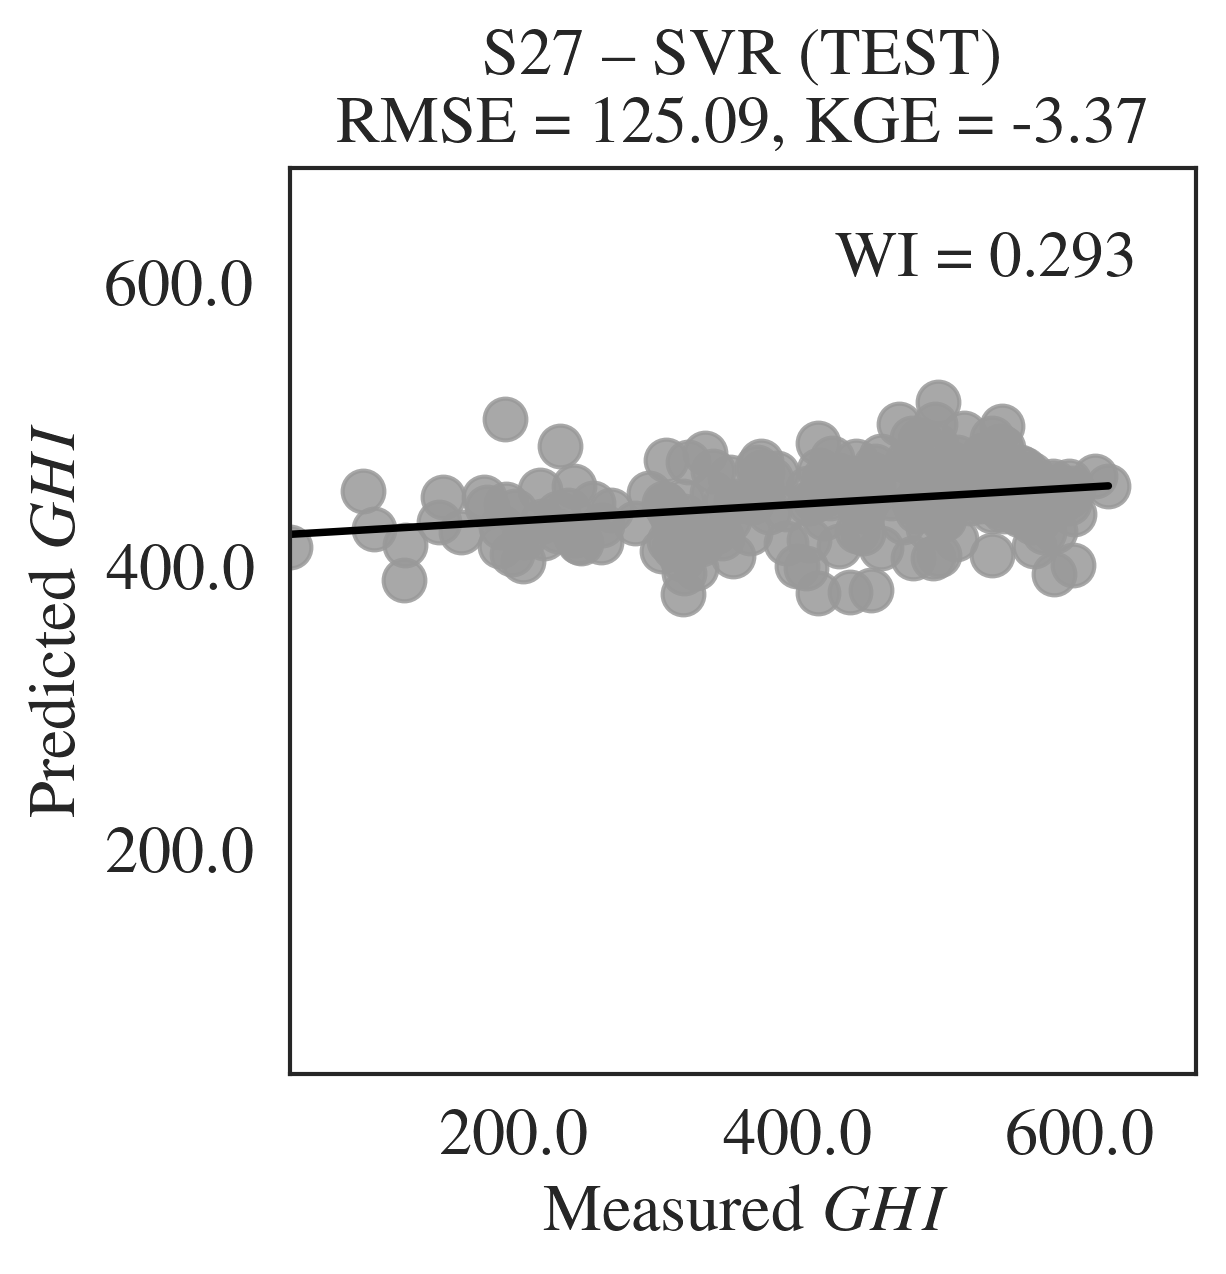 S27 – SVR (TEST)
RMSE = 125.09, KGE = -3.37
WI = 0.293
600.0
400.0
200.0
Predicted GHI
200.0 400.0 600.0
Measured GHI